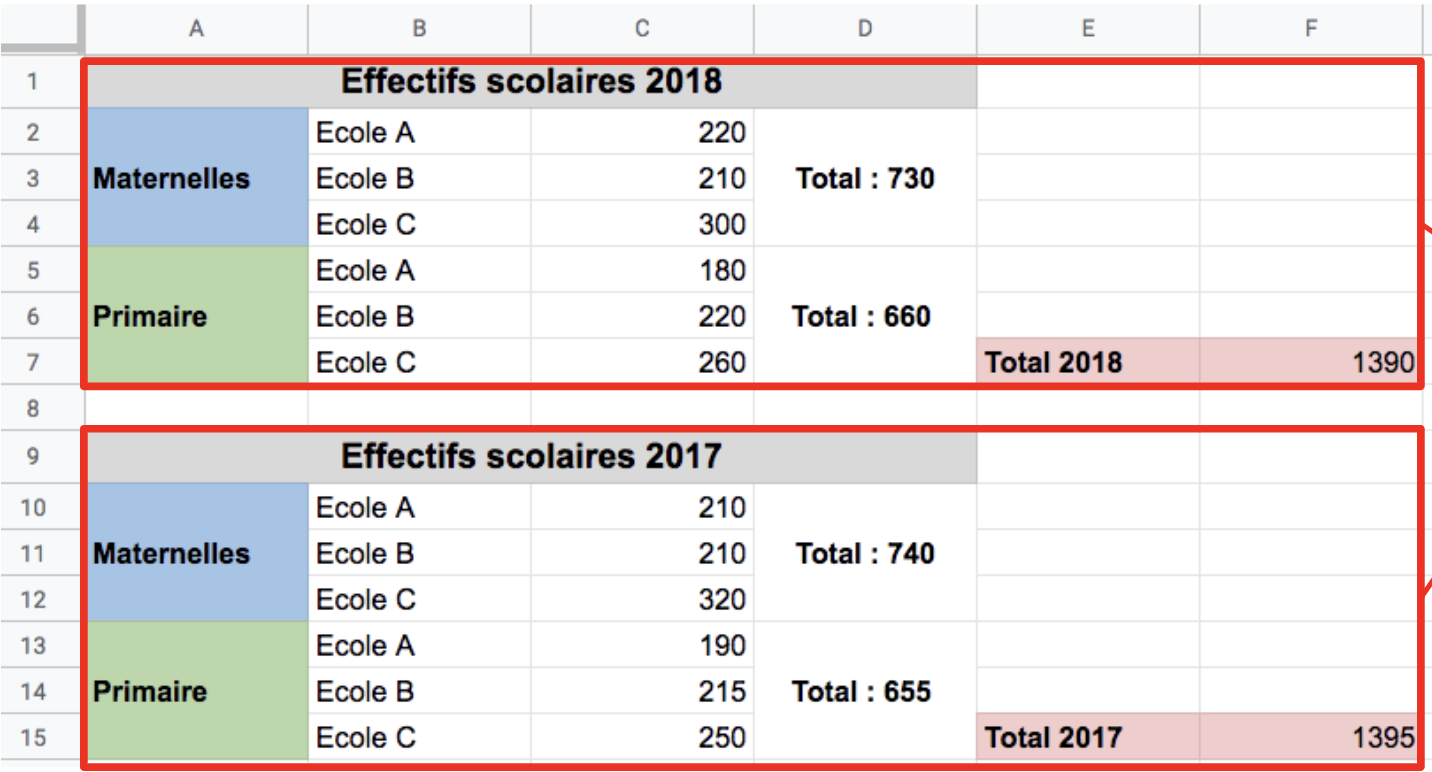 A B C D E F
1 Effectifs scolaires 2018
2 Ecole A 220
3 Maternelles Ecole B 210 Total : 730
4 Ecole C 300
5 Ecole A 180
6 Primaire Ecole B 220 Total : 660
7 Ecole C 260 Total 2018 1390
8
9 Effectifs scolaires 2017
10 Ecole A 210
11 Maternelles Ecole B 210 Total : 740
12 Ecole C 320
13 Ecole A 190
14 Primaire Ecole B 215 Total : 655
15 Ecole C 250 Total 2017 1395